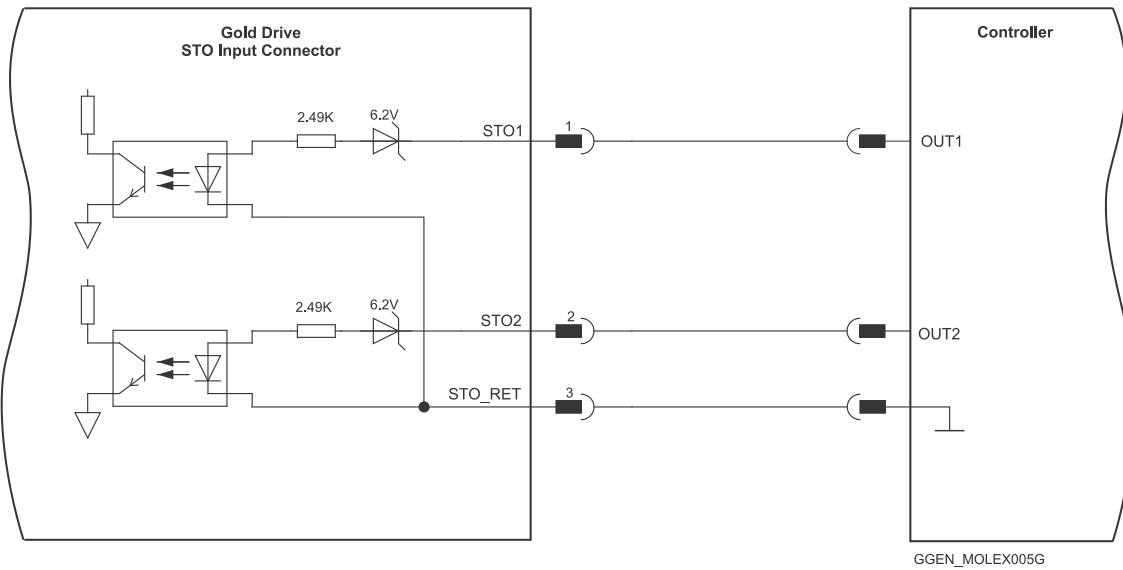 Gold Drive
STO Input Connector
Controller
2.49K
6.2V
STO1
1
OUT1
2.49K
6.2V
STO2
2
OUT2
STO_RET
3
GGEN_MOLEX005G